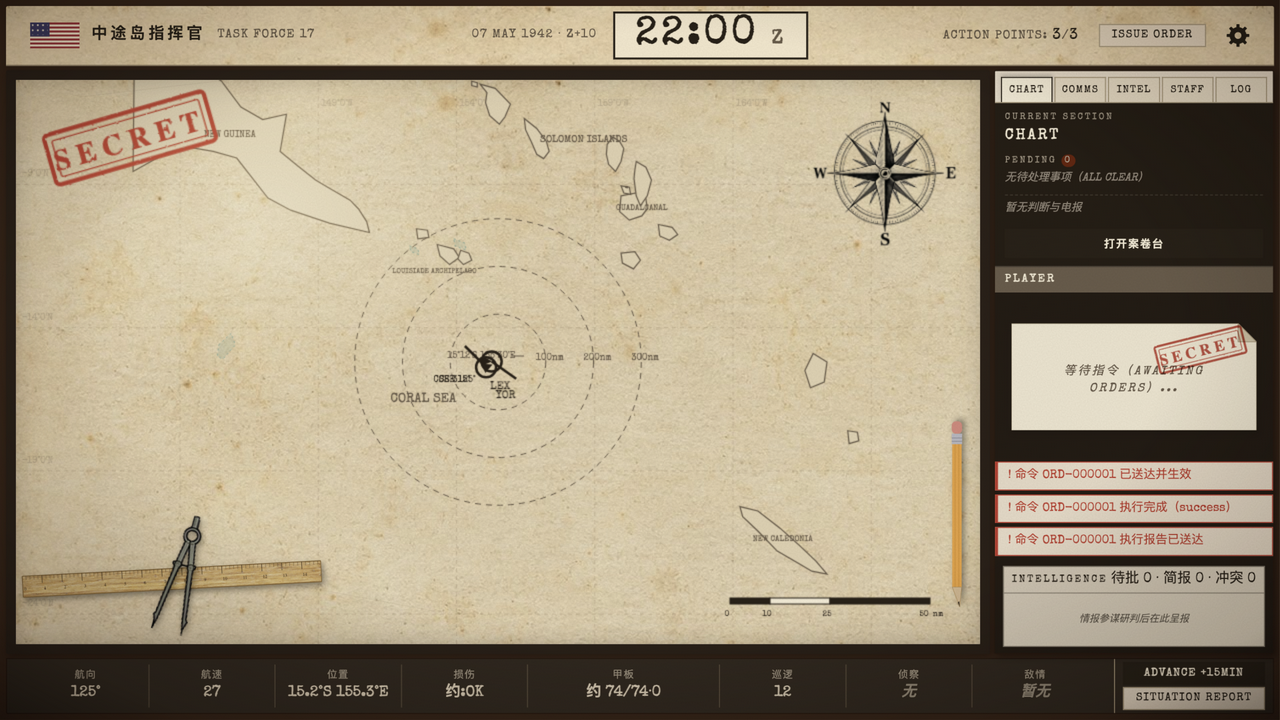 中途岛指挥官 TASK FORCE 17
07 MAY 1942 · Z+10
22:00 Z
ACTION POINTS: 3/3
ISSUE ORDER
SECRET
NEW GUINEA
SOLOMON ISLANDS
GUADALCANAL
LOUISIADE ARCHIPELAGO
100nm 200nm 300nm
LEX
YOR
CORAL SEA
NEW CALEDONIA
0 10 25 50 nm
N
W E
S
CHART COMMS INTEL STAFF LOG
CURRENT SECTION
CHART
PENDING 0
无待处理事项 (ALL CLEAR)
暂无判断与电报
打开案卷台
PLAYER
SECRET
等待指令 (AWAITING
ORDERS) ...
! 命令 ORD-000001 已送达并生效
! 命令 ORD-000001 执行完成 (success)
! 命令 ORD-000001 执行报告已送达
INTELLIGENCE 待批 0 · 简报 0 · 冲突 0
情报参谋研判后在此呈报
航向 航速 位置 损伤 甲板 巡逻 侦察 敌情
125° 27 15.2°S 155.3°E 约:OK 约 74/74·0 12 无 暂无
ADVANCE +15MIN
SITUATION REPORT